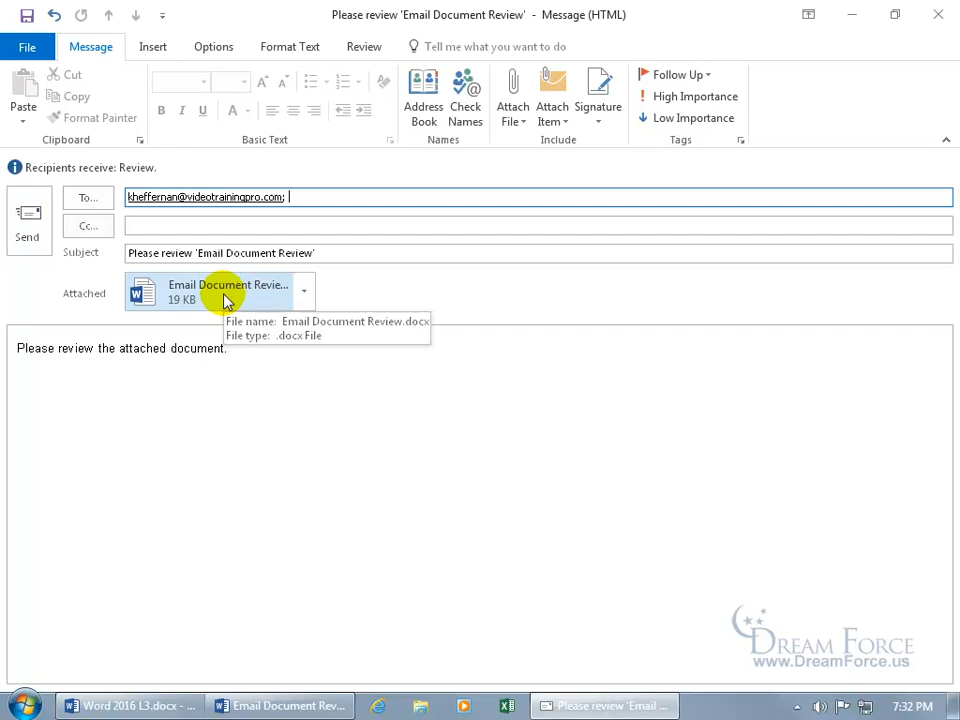 Please review 'Email Document Review' - Message (HTML)
File
Message
Insert
Options
Format Text
Review
Tell me what you want to do
Paste
Cut
Copy
Format Painter
Clipboard
B I U A
Basic Text
Address Book
Check Names
Names
Attach File
Attach Item
Signature
Include
Follow Up
High Importance
Low Importance
Tags
Recipients receive: Review.
Send
To...
kheffernan@videotrainingpro.com;
Cc...
Subject
Please review 'Email Document Review'
Attached
Email Document Revie...
19 KB
File name: Email Document Review.docx
File type: .docx File
Please review the attached document.
DREAM FORCE
www.DreamForce.us
Word 2016 L3.docx - ...
Email Document Rev...
Please review 'Email ...
7:32 PM